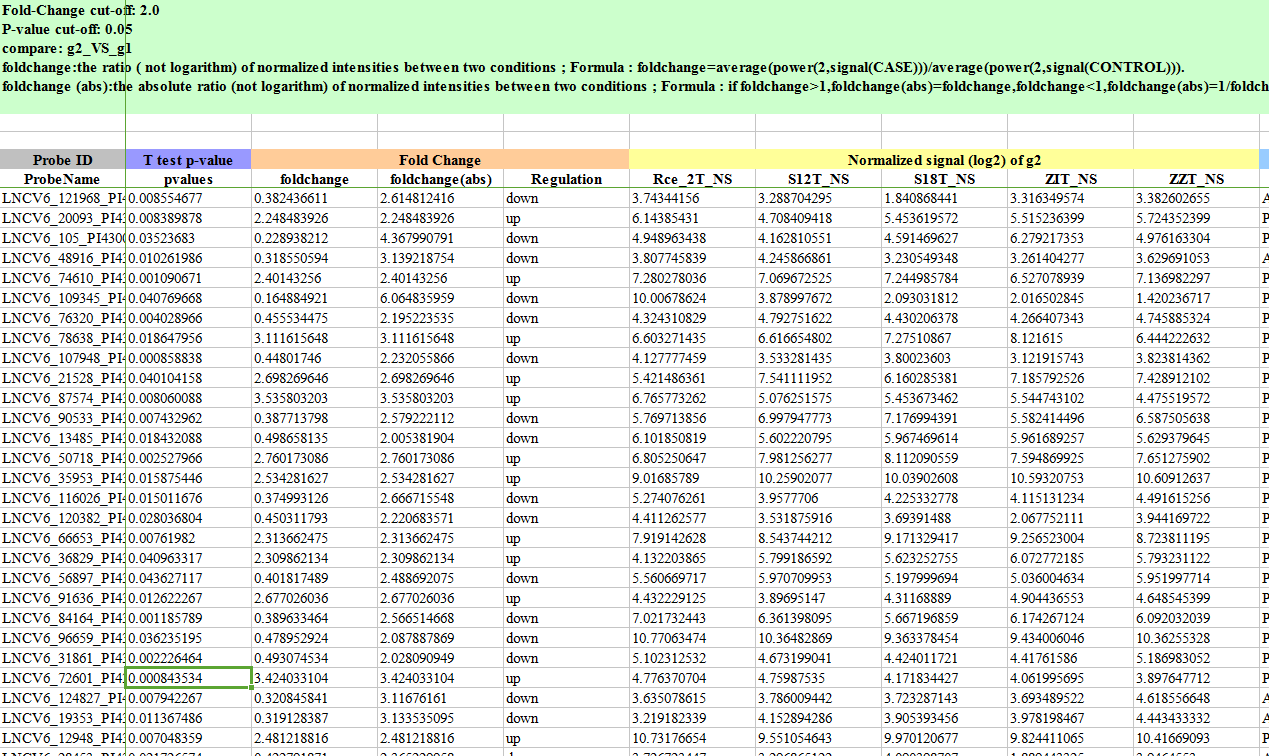 Fold-Change cut-off: 2.0
P-value cut-off: 0.05
compare: g2_VS_g1
foldchange:the ratio ( not logarithm) of normalized intensities between two conditions ; Formula : foldchange=average(power(2,signal(CASE)))/average(power(2,signal(CONTROL))).
foldchange (abs):the absolute ratio (not logarithm) of normalized intensities between two conditions ; Formula : if foldchange>1,foldchange(abs)=foldchange,foldchange<1,foldchange(abs)=1/foldch
Probe ID T test p-value Fold Change Normalized signal (log2) of g2
ProbeName pvalues foldchange foldchange(abs) Regulation Rce_2T_NS S12T_NS S18T_NS ZIT_NS ZZT_NS
LNCV6_121968_PI4 0.008554677 0.382436611 2.614812416 down 3.74344156 3.288704295 1.840868441 3.316349574 3.382602655 A
LNCV6_20093_PI43 0.008389878 2.248483926 2.248483926 up 6.14385431 4.708409418 5.453619572 5.515236399 5.724352399 P
LNCV6_105_PI4300 0.03523683 0.228938212 4.367990791 down 4.948963438 4.162810551 4.591469627 6.279217353 4.976163304 P
LNCV6_48916_PI43 0.010261986 0.318550594 3.139218754 down 3.807745839 4.245866861 3.230549348 3.261404277 3.629691053 A
LNCV6_74610_PI43 0.001090671 2.40143256 2.40143256 up 7.280278036 7.069672525 7.244985784 6.527078939 7.136982297 P
LNCV6_109345_PI4 0.040769668 0.164884921 6.064835959 down 10.00678624 3.878997672 2.093031812 2.016502845 1.420236717 P
LNCV6_76320_PI43 0.004028966 0.455534475 2.195223535 down 4.324310829 4.792751622 4.430206378 4.266407343 4.745885324 P
LNCV6_78638_PI43 0.018647956 3.111615648 3.111615648 up 6.603271435 6.616654802 7.27510867 8.121615 6.444222632 P
LNCV6_107948_PI4 0.000858838 0.44801746 2.232055866 down 4.127777459 3.533281435 3.80023603 3.121915743 3.823814362 P
LNCV6_21528_PI43 0.040104158 2.698269646 2.698269646 up 5.421486361 7.541111952 6.160285381 7.185792526 7.428912102 P
LNCV6_87574_PI43 0.008060088 3.535803203 3.535803203 up 6.765773262 5.076251575 5.453673462 5.544743102 4.475519572 P
LNCV6_90533_PI43 0.007432962 0.387713798 2.579222112 down 5.769713856 6.997947773 7.176994391 5.582414496 6.587505638 P
LNCV6_13485_PI43 0.018432088 0.498658135 2.005381904 down 6.101850819 5.602220795 5.967469614 5.961689257 5.629379645 P
LNCV6_50718_PI43 0.002527966 2.760173086 2.760173086 up 6.805250647 7.981256277 8.112090559 7.594869925 7.651275902 P
LNCV6_35953_PI43 0.015875446 2.534281627 2.534281627 up 9.01685789 10.25902077 10.03902608 10.59320753 10.60912637 P
LNCV6_116026_PI4 0.015011676 0.374993126 2.666715548 down 5.274076261 3.9577706 4.225332778 4.115131234 4.491615256 P
LNCV6_120382_PI4 0.028036804 0.450311793 2.220683571 down 4.411262577 3.531875916 3.69391488 2.067752111 3.944169722 P
LNCV6_66653_PI43 0.00761982 2.313662475 2.313662475 up 7.919142628 8.543744212 9.171329417 9.256523004 8.723811195 P
LNCV6_36829_PI43 0.040963317 2.309862134 2.309862134 up 4.132203865 5.799186592 5.623252755 6.072772185 5.793231122 P
LNCV6_56897_PI43 0.043627117 0.401817489 2.488692075 down 5.560669717 5.970709953 5.197999694 5.036004634 5.951997714 P
LNCV6_91636_PI43 0.012622267 2.677026036 2.677026036 up 4.432229125 3.89695147 4.31168889 4.904436553 4.648545399 P
LNCV6_84164_PI43 0.001185789 0.389633464 2.566514668 down 7.021732443 6.361398095 5.667196859 6.174267124 6.092032039 P
LNCV6_96659_PI43 0.036235195 0.478952924 2.087887869 down 10.77063474 10.36482869 9.363378454 9.434006046 10.36255328 P
LNCV6_31861_PI43 0.002226464 0.493074534 2.028090949 down 5.102312532 4.673199041 4.424011721 4.41761586 5.186983052 P
LNCV6_72601_PI43 0.000843534 3.424033104 3.424033104 up 4.776370704 4.75987535 4.171834427 4.061995695 3.897647712 P
LNCV6_124827_PI4 0.007942267 0.320845841 3.11676161 down 3.635078615 3.786009442 3.723287143 3.693489522 4.618556648 A
LNCV6_19353_PI43 0.011367486 0.319128387 3.133535095 down 3.219182339 4.152894286 3.905393456 3.978198467 4.443433332 A
LNCV6_12948_PI43 0.007048359 2.481218816 2.481218816 up 10.73176654 9.551054643 9.970120677 9.824411065 10.41669093 P